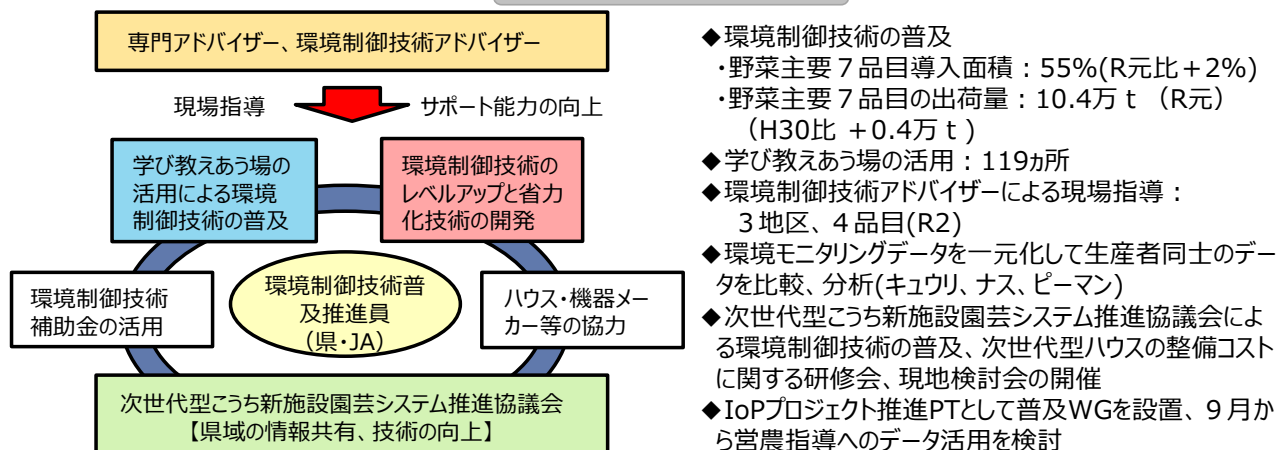 専門アドバイザー、環境制御技術アドバイザー
現場指導
サポート能力の向上
学び教えあう場の
活用による環境
制御技術の普及
環境制御技術の
レベルアップと省力
化技術の開発
環境制御技術
補助金の活用
環境制御技術普
及推進員
（県・JA）
ハウス・機器メー
カー等の協力
次世代型こうち新施設園芸システム推進協議会
【県域の情報共有、技術の向上】
◆環境制御技術の普及
・野菜主要７品目導入面積：55%(R元比＋2%)
・野菜主要７品目の出荷量：10.4万ｔ（R元）
（H30比 ＋0.4万ｔ)
◆学び教えあう場の活用：119ヵ所
◆環境制御技術アドバイザーによる現場指導：
３地区、４品目(R2)
◆環境モニタリングデータを一元化して生産者同士のデー
タを比較、分析(キュウリ、ナス、ピーマン)
◆次世代型こうち新施設園芸システム推進協議会によ
る環境制御技術の普及、次世代型ハウスの整備コスト
に関する研修会、現地検討会の開催
◆IoPプロジェクト推進PTとして普及WGを設置、９月か
ら営農指導へのデータ活用を検討